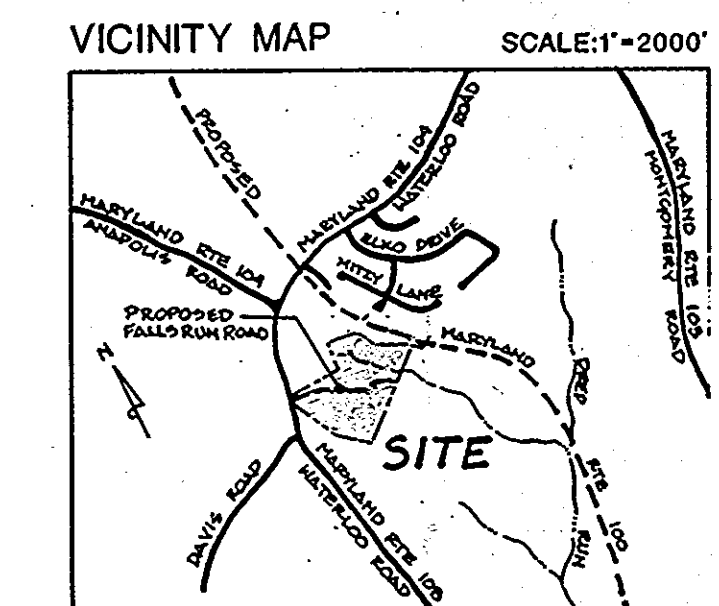 VICINITY MAP
SCALE:1"=2000'
PROPOSED
MARYLAND RTE 104
WATERLOO ROAD
MARYLAND RTE 103
MONTGOMERY ROAD
ELKO DRIVE
MITZY LANE
MARYLAND RTE 104
ANAPOLIS ROAD
PROPOSED
FALLS RUN ROAD
MARYLAND
RTE 100
DEEP
RUN
N
SITE
DAVIS ROAD
MARYLAND RTE 108
WATERLOO ROAD